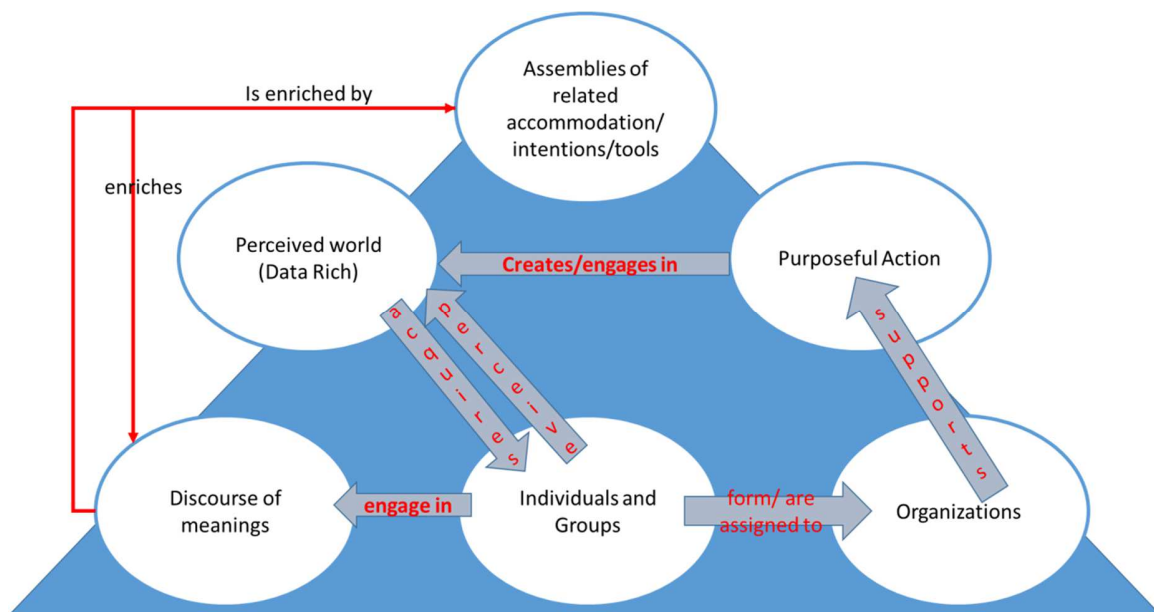 Assemblies of
related
accommodation/
intentions/tools
Is enriched by
enriches
Perceived world
(Data Rich)
Creates/engages in
Purposeful Action
acquires
perceive
supports
Discourse of
meanings
engage in
Individuals and
Groups
form/ are
assigned to
Organizations